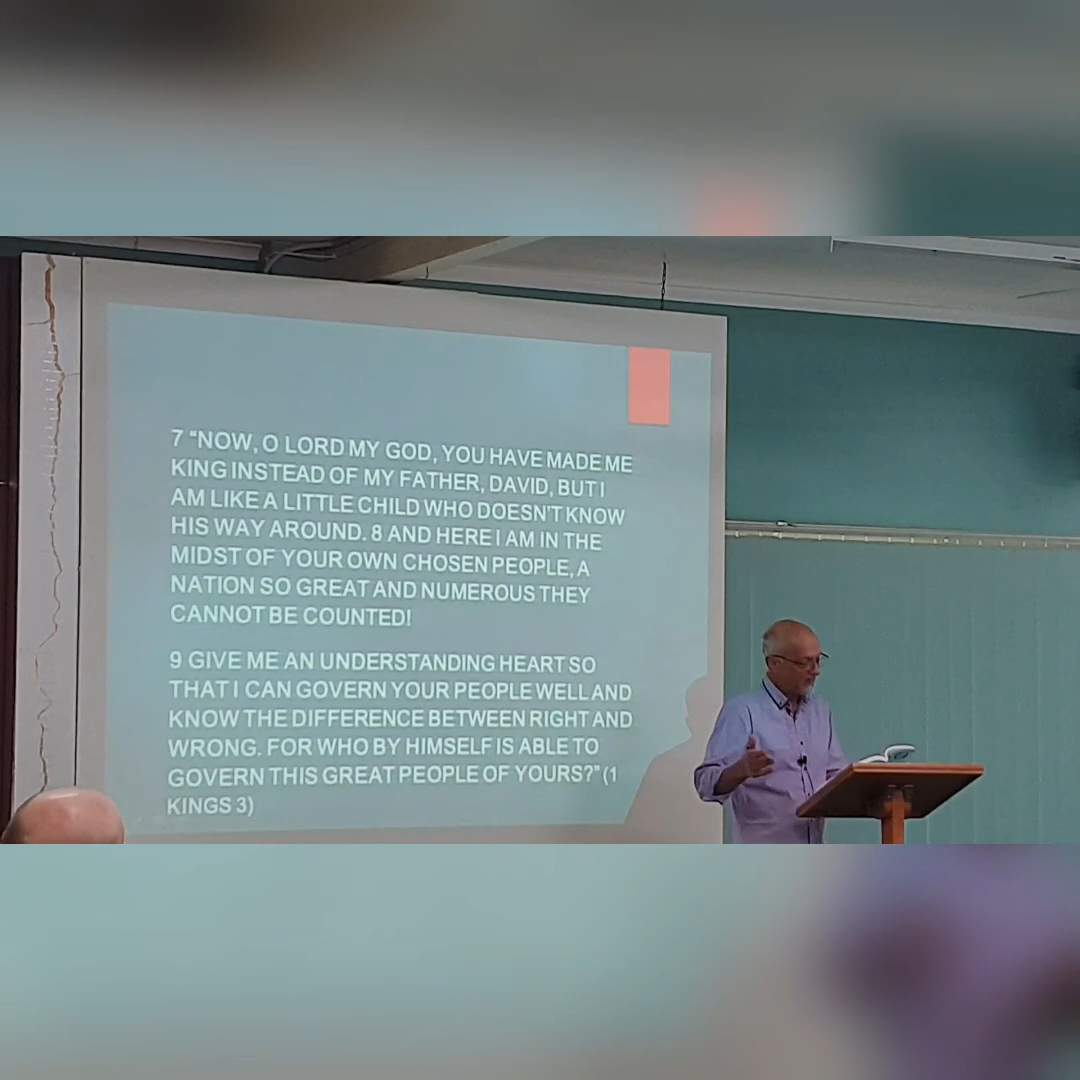 7 "NOW, O LORD MY GOD, YOU HAVE MADE ME
KING INSTEAD OF MY FATHER, DAVID, BUT I
AM LIKE A LITTLE CHILD WHO DOESN'T KNOW
HIS WAY AROUND. 8 AND HERE I AM IN THE
MIDST OF YOUR OWN CHOSEN PEOPLE, A
NATION SO GREAT AND NUMEROUS THEY
CANNOT BE COUNTED!
9 GIVE ME AN UNDERSTANDING HEART SO
THAT I CAN GOVERN YOUR PEOPLE WELL AND
KNOW THE DIFFERENCE BETWEEN RIGHT AND
WRONG. FOR WHO BY HIMSELF IS ABLE TO
GOVERN THIS GREAT PEOPLE OF YOURS?" (1
KINGS 3)